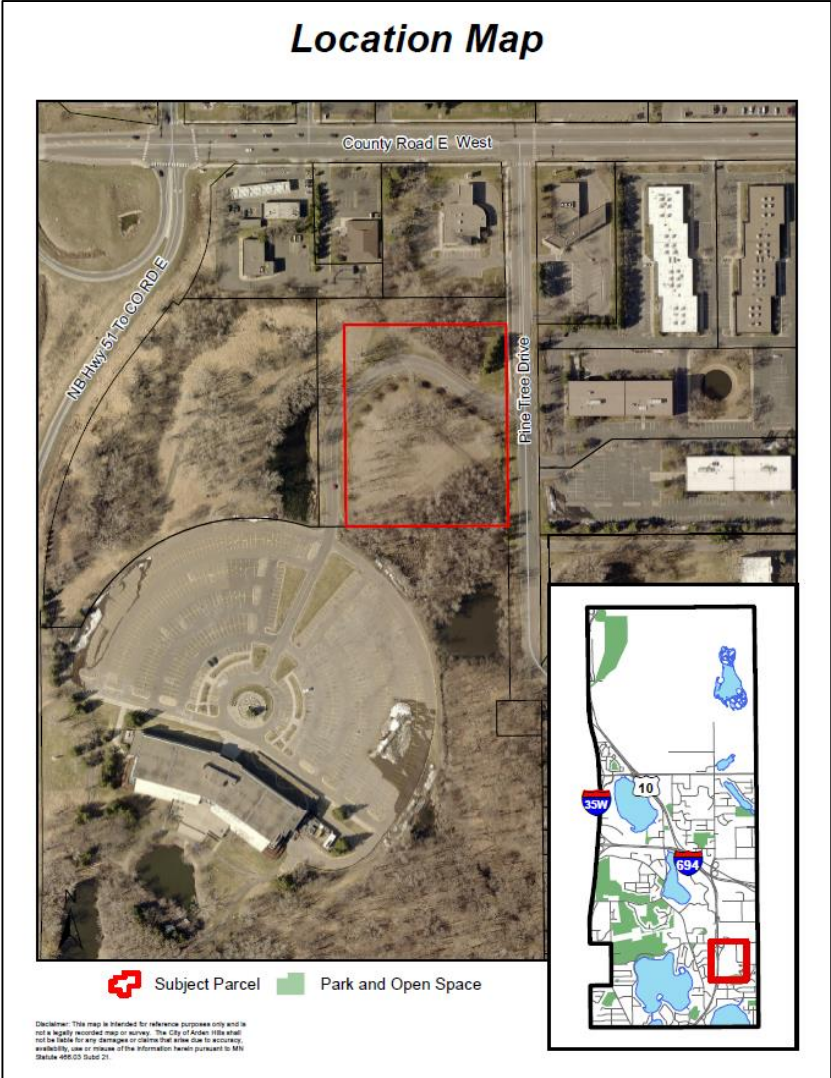 Location Map
County Road E West
NB Hwy 51 To CO RD E
Pine Tree Drive
10
35W
694
Subject Parcel
Park and Open Space
Disclaimer: This map is intended for reference purposes only and is
not a legally recorded map or survey. The City of Arden Hills shall
not be liable for any damages or claims that arise due to accuracy,
availability, use or misuse of the information herein pursuant to MN
Statute 466.03 Subd 21.